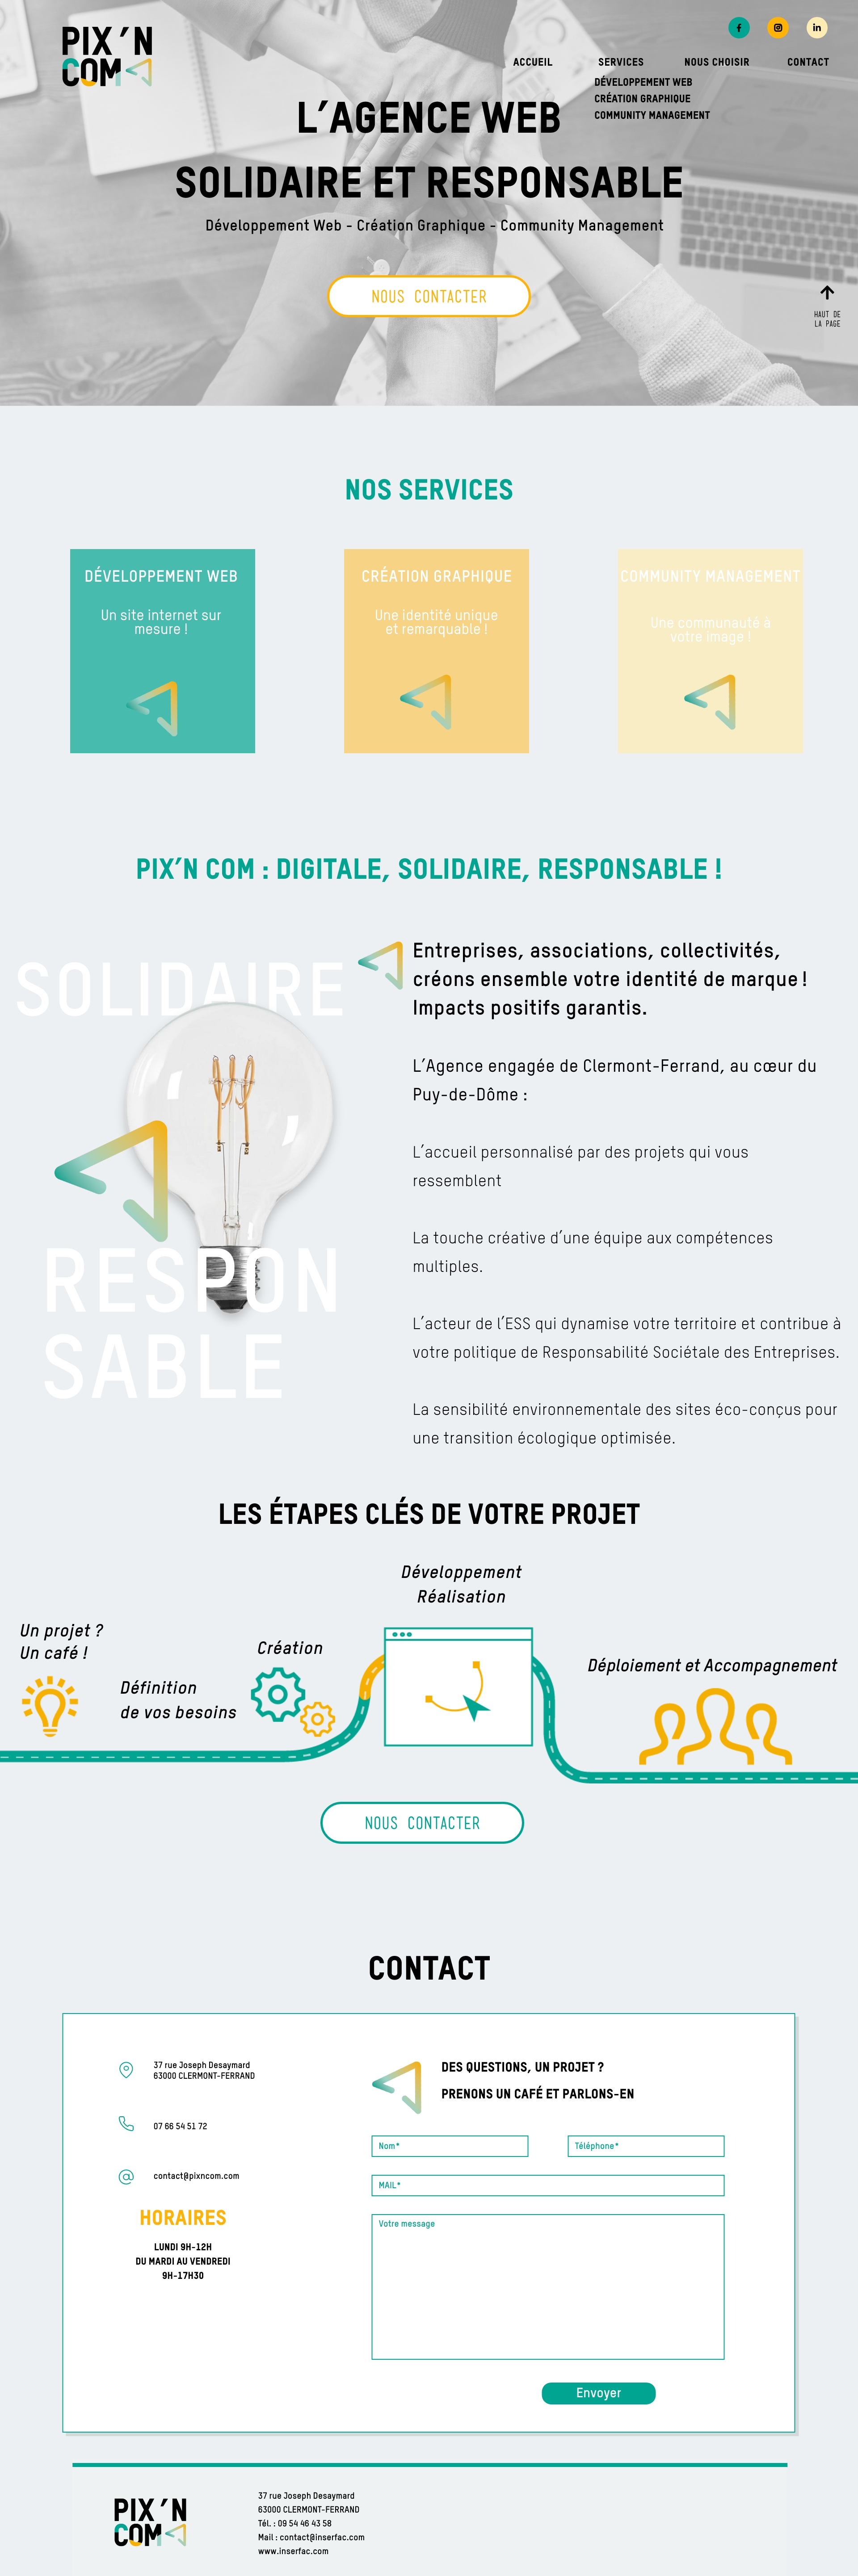 PIX'N
COM
ACCUEIL
SERVICES
NOUS CHOISIR
CONTACT
DÉVELOPPEMENT WEB
CRÉATION GRAPHIQUE
COMMUNITY MANAGEMENT
L'AGENCE WEB
SOLIDAIRE ET RESPONSABLE
Développement Web - Création Graphique - Community Management
NOUS CONTACTER
HAUT DE
LA PAGE
NOS SERVICES
DÉVELOPPEMENT WEB
Un site internet sur
mesure !
CRÉATION GRAPHIQUE
Une identité unique
et remarquable !
COMMUNITY MANAGEMENT
Une communauté à
votre image !
PIX'N COM : DIGITALE, SOLIDAIRE, RESPONSABLE !
SOLIDAIRE
,
,
RESPON
SABLE
Entreprises, associations, collectivités,
créons ensemble votre identité de marque !
Impacts positifs garantis.
L'Agence engagée de Clermont-Ferrand, au cœur du
Puy-de-Dôme :
L'accueil personnalisé par des projets qui vous
ressemblent
La touche créative d'une équipe aux compétences
multiples.
L'acteur de l'ESS qui dynamise votre territoire et contribue à
votre politique de Responsabilité Sociétale des Entreprises.
La sensibilité environnementale des sites éco-conçus pour
une transition écologique optimisée.
LES ÉTAPES CLÉS DE VOTRE PROJET
Un projet ?
Un café !
Définition
de vos besoins
Création
Développement
Réalisation
Déploiement et Accompagnement
NOUS CONTACTER
CONTACT
37 rue Joseph Desaymard
63000 CLERMONT-FERRAND
07 66 54 51 72
contact@pixncom.com
HORAIRES
LUNDI 9H-12H
DU MARDI AU VENDREDI
9H-17H30
DES QUESTIONS, UN PROJET ?
PRENONS UN CAFÉ ET PARLONS-EN
Nom*
Téléphone*
MAIL*
Votre message
Envoyer
PIX'N
COM
37 rue Joseph Desaymard
63000 CLERMONT-FERRAND
Tél. : 09 54 46 43 58
Mail : contact@inserfac.com
www.inserfac.com